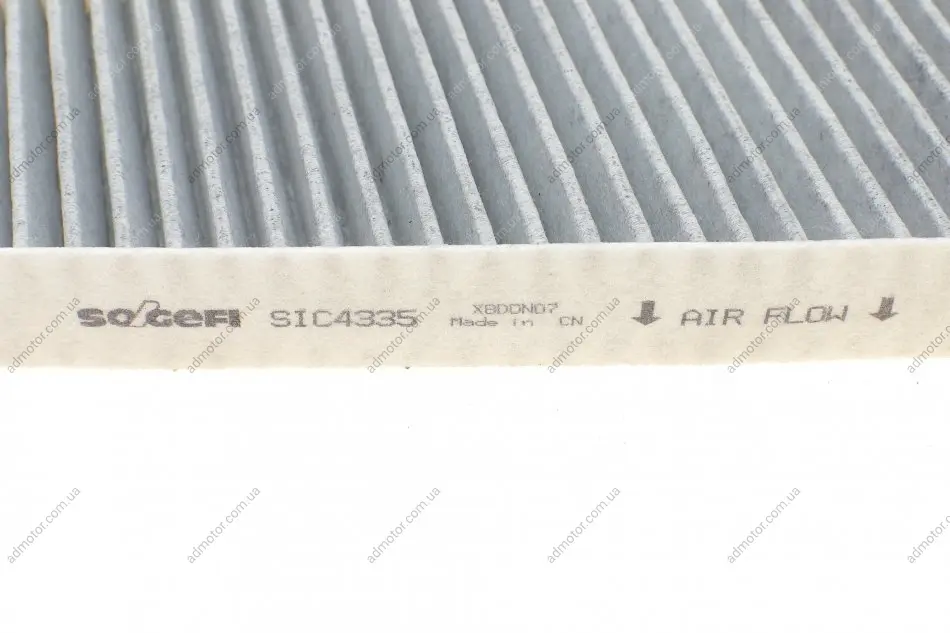 SOGEFI SIC4335 X8DDN07
Made in CN
AIR FLOW
admotor.com.ua